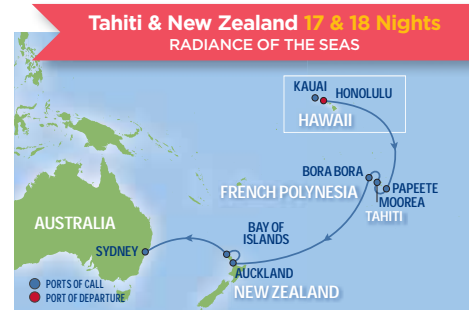 Tahiti & New Zealand 17 & 18 Nights
RADIANCE OF THE SEAS
KAUAI
HONOLULU
HAWAII
BORA BORA
FRENCH POLYNESIA
PAPEETE
MOOREA
TAHITI
AUSTRALIA
BAY OF
ISLANDS
SYDNEY
AUCKLAND
NEW ZEALAND
PORTS OF CALL
PORT OF DEPARTURE